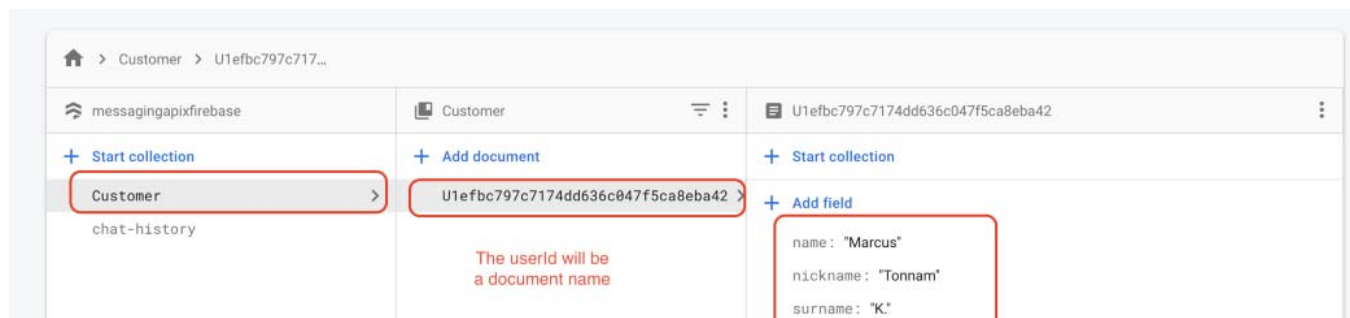 Customer > U1efbc797c717...
messagingapixfirebase
Customer
U1efbc797c7174dd636c047f5ca8eba42
+ Start collection
+ Add document
+ Start collection
Customer >
U1efbc797c7174dd636c047f5ca8eba42 >
+ Add field
chat-history
name: "Marcus"
The userId will be
a document name
nickname: "Tonnam"
surname: "K."